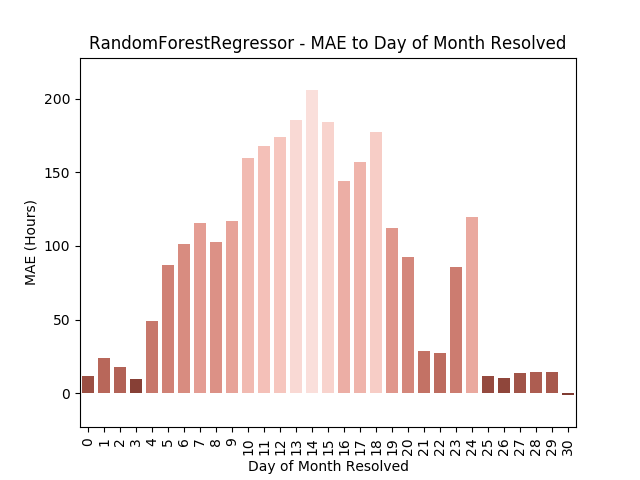 RandomForestRegressor - MAE to Day of Month Resolved
MAE (Hours)
200
150
100
50
0
0 1 2 3 4 5 6 7 8 9 10 11 12 13 14 15 16 17 18 19 20 21 22 23 24 25 26 27 28 29 30
Day of Month Resolved